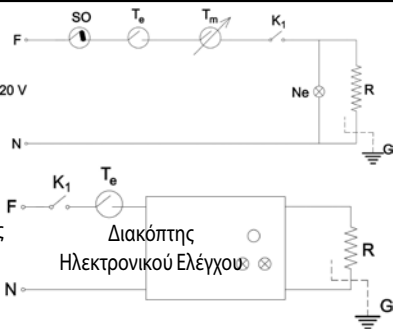 SO Tₑ Tₘ K₁
F
20 V
Ne R
N G
K₁ Tₑ
F
ς Διακόπτης
Ηλεκτρονικού Ελέγχου R
N
G